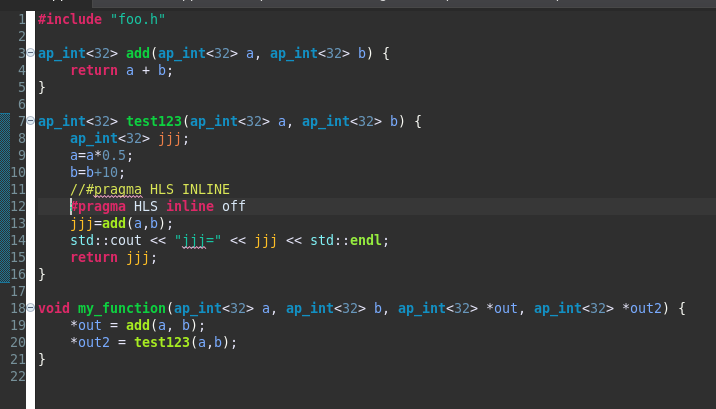 1 #include "foo.h"
2
3 ap_int<32> add(ap_int<32> a, ap_int<32> b) {
4     return a + b;
5 }
6
7 ap_int<32> test123(ap_int<32> a, ap_int<32> b) {
8     ap_int<32> jjj;
9     a=a*0.5;
10     b=b+10;
11     //#pragma HLS INLINE
12     #pragma HLS inline off
13     jjj=add(a,b);
14     std::cout << "jjj=" << jjj << std::endl;
15     return jjj;
16 }
17
18 void my_function(ap_int<32> a, ap_int<32> b, ap_int<32> *out, ap_int<32> *out2) {
19     *out = add(a, b);
20     *out2 = test123(a,b);
21 }
22